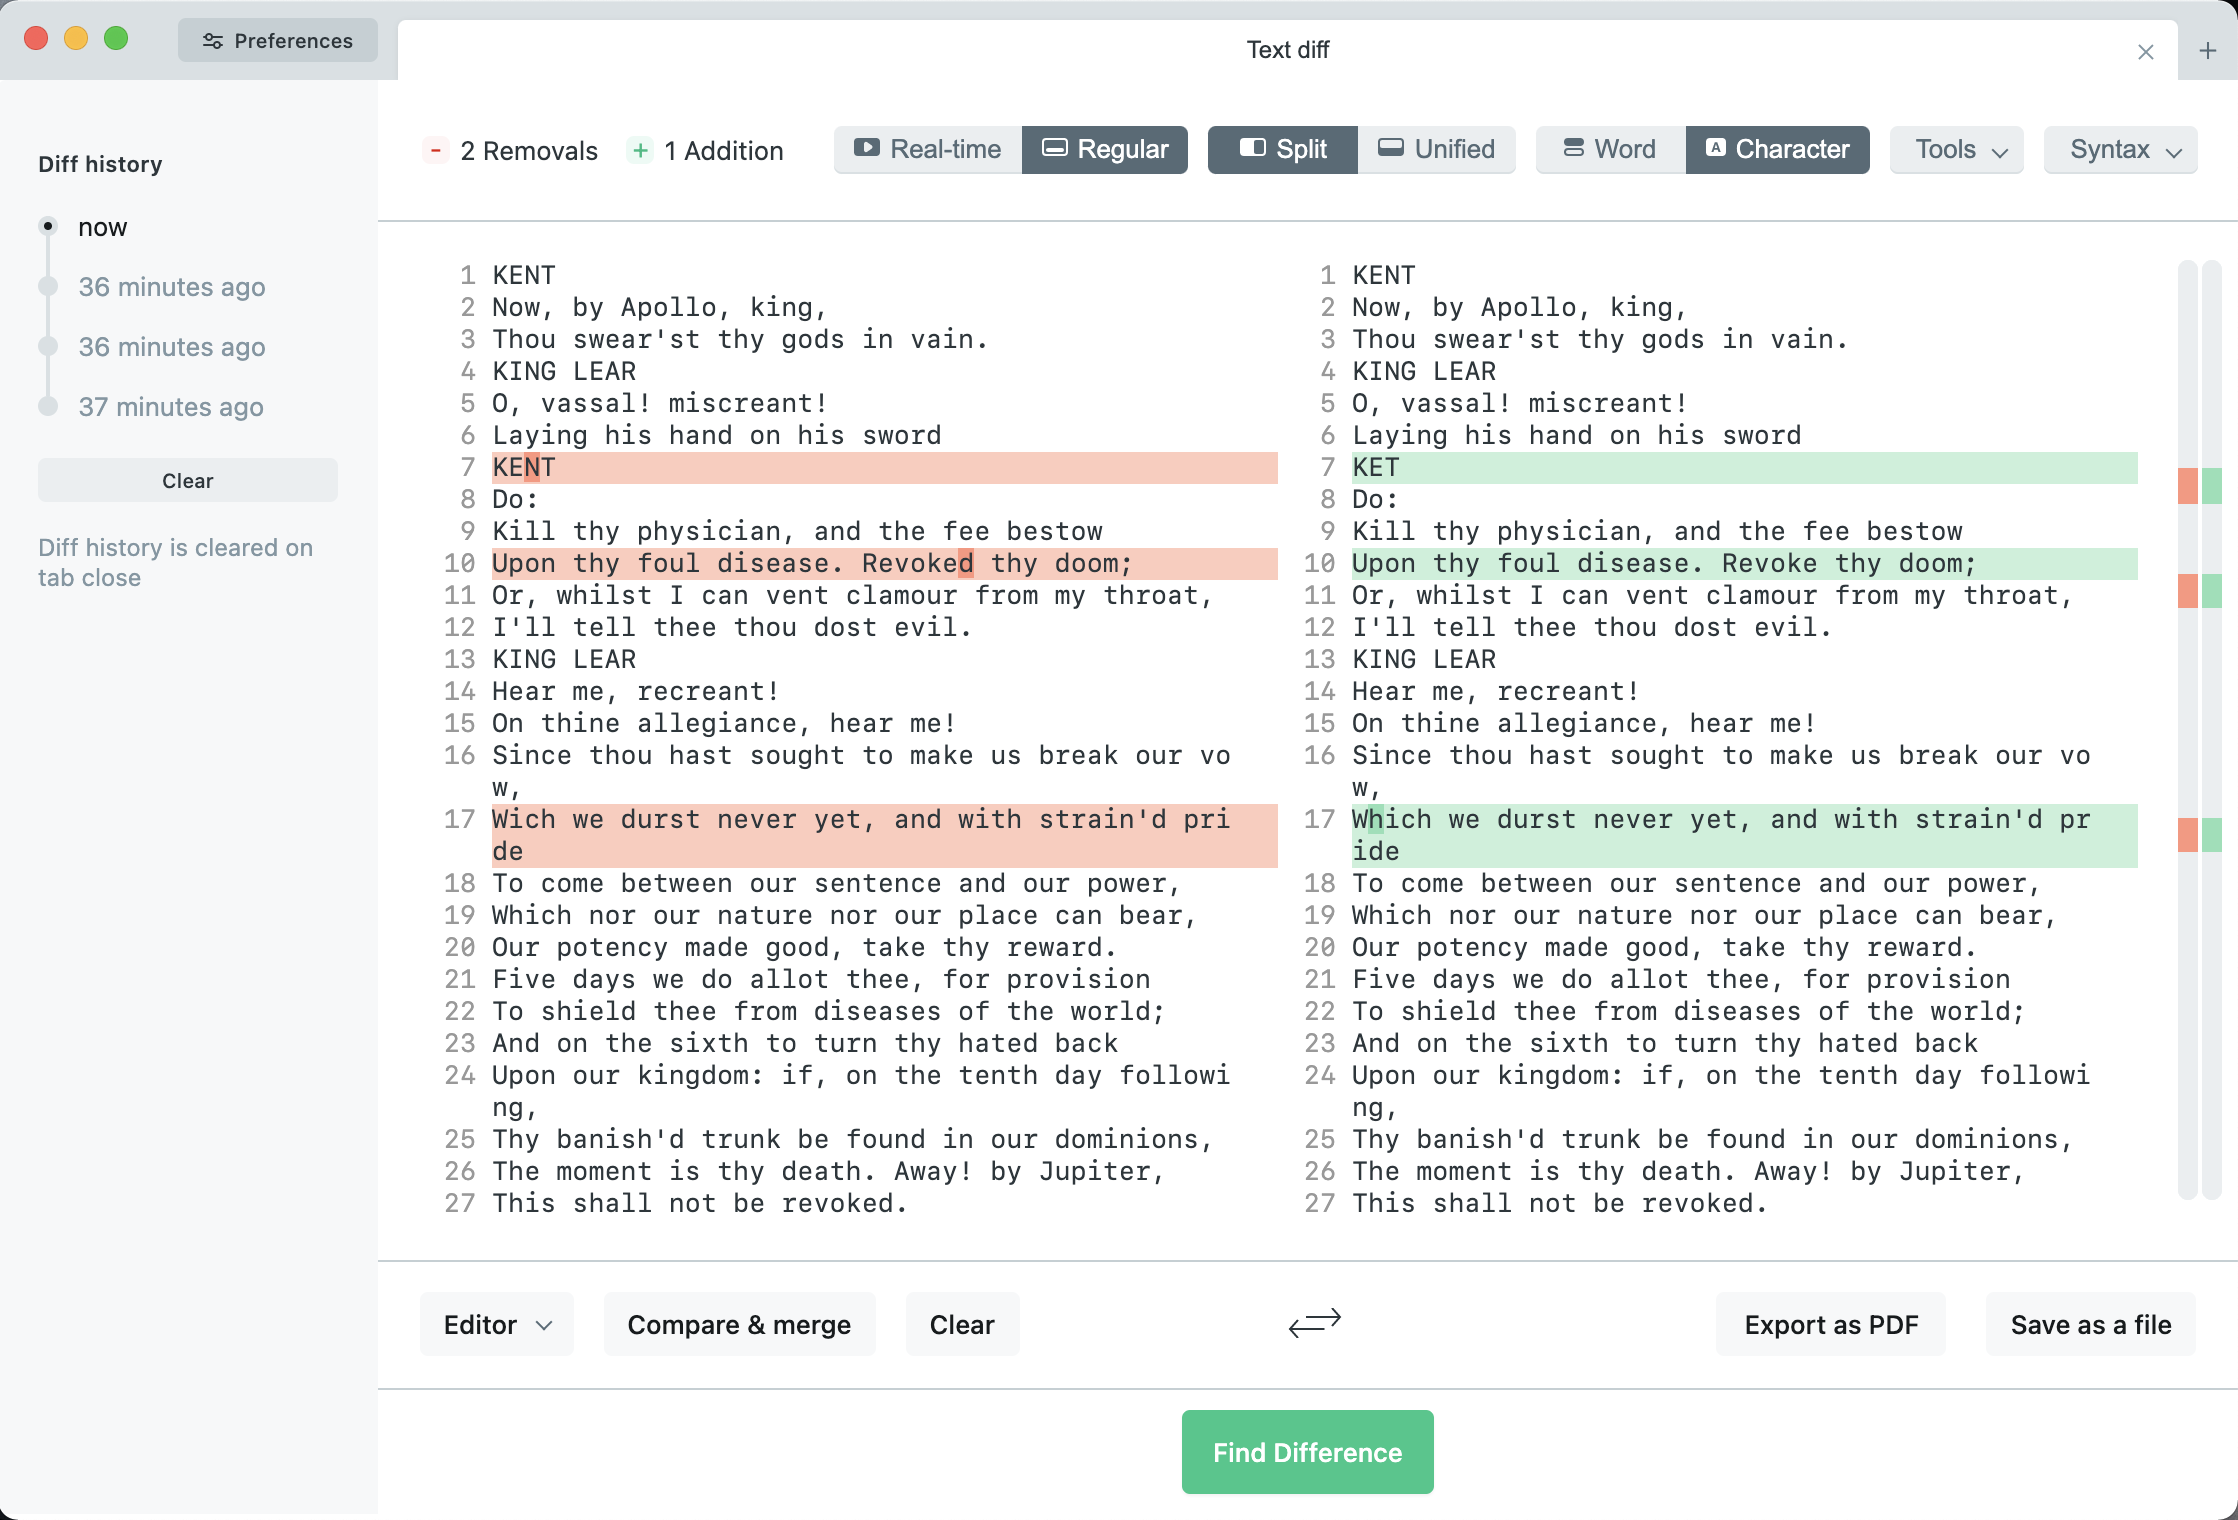 Preferences
Text diff
Diff history
now
36 minutes ago
36 minutes ago
37 minutes ago
Clear
Diff history is cleared on
tab close
- 2 Removals + 1 Addition Real-time Regular Split Unified Word A Character Tools Syntax
1 KENT
2 Now, by Apollo, king,
3 Thou swear'st thy gods in vain.
4 KING LEAR
5 O, vassal! miscreant!
6 Laying his hand on his sword
7 KENT
8 Do:
9 Kill thy physician, and the fee bestow
10 Upon thy foul disease. Revoked thy doom;
11 Or, whilst I can vent clamour from my throat,
12 I'll tell thee thou dost evil.
13 KING LEAR
14 Hear me, recreant!
15 On thine allegiance, hear me!
16 Since thou hast sought to make us break our vo
w,
17 Wich we durst never yet, and with strain'd pri
de
18 To come between our sentence and our power,
19 Which nor our nature nor our place can bear,
20 Our potency made good, take thy reward.
21 Five days we do allot thee, for provision
22 To shield thee from diseases of the world;
23 And on the sixth to turn thy hated back
24 Upon our kingdom: if, on the tenth day followi
ng,
25 Thy banish'd trunk be found in our dominions,
26 The moment is thy death. Away! by Jupiter,
27 This shall not be revoked.
1 KENT
2 Now, by Apollo, king,
3 Thou swear'st thy gods in vain.
4 KING LEAR
5 O, vassal! miscreant!
6 Laying his hand on his sword
7 KET
8 Do:
9 Kill thy physician, and the fee bestow
10 Upon thy foul disease. Revoke thy doom;
11 Or, whilst I can vent clamour from my throat,
12 I'll tell thee thou dost evil.
13 KING LEAR
14 Hear me, recreant!
15 On thine allegiance, hear me!
16 Since thou hast sought to make us break our vo
w,
17 Which we durst never yet, and with strain'd pr
ide
18 To come between our sentence and our power,
19 Which nor our nature nor our place can bear,
20 Our potency made good, take thy reward.
21 Five days we do allot thee, for provision
22 To shield thee from diseases of the world;
23 And on the sixth to turn thy hated back
24 Upon our kingdom: if, on the tenth day followi
ng,
25 Thy banish'd trunk be found in our dominions,
26 The moment is thy death. Away! by Jupiter,
27 This shall not be revoked.
Editor Compare & merge Clear Export as PDF Save as a file
Find Difference